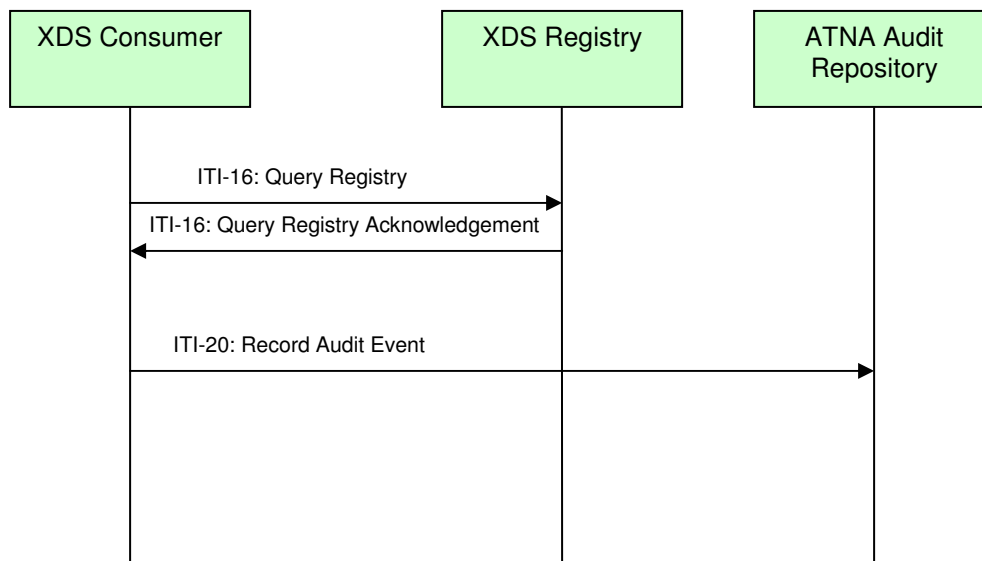 XDS Consumer
XDS Registry
ATNA Audit
Repository
ITI-16: Query Registry
ITI-16: Query Registry Acknowledgement
ITI-20: Record Audit Event